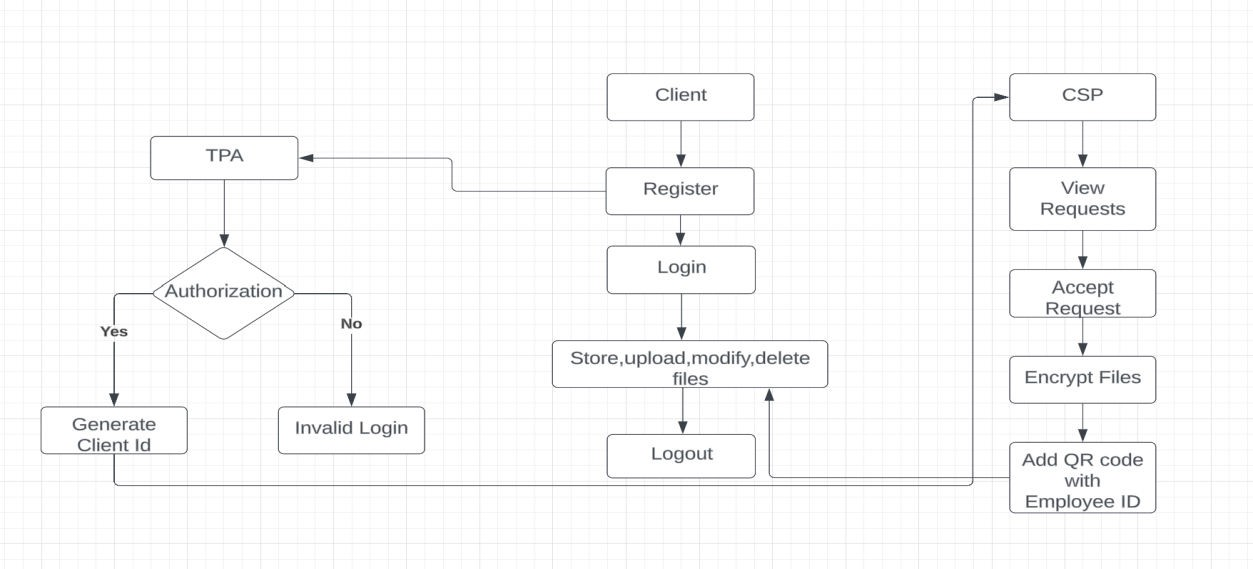 Client
CSP
TPA
Register
View
Requests
Login
Authorization
Accept
Request
Yes
No
Store,upload,modify,delete
files
Encrypt Files
Generate
Client Id
Invalid Login
Logout
Add QR code
with
Employee ID